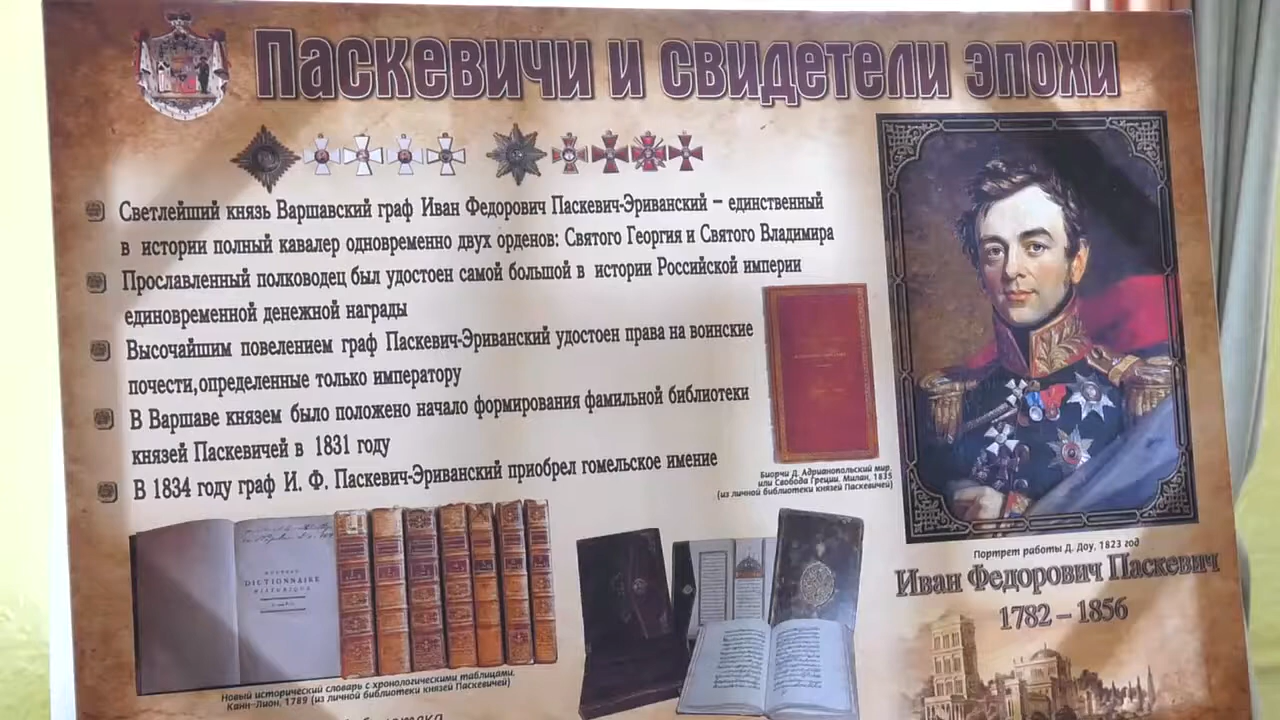 Паскевичи и свидетели эпохи
Светлейший князь Варшавский граф Иван Федорович Паскевич-Эриванский – единственный
в истории полный кавалер одновременно двух орденов: Святого Георгия и Святого Владимира
Прославленный полководец был удостоен самой большой в истории Российской империи
единовременной денежной награды
Высочайшим повелением граф Паскевич-Эриванский удостоен права на воинские
почести,определенные только императору
В Варшаве князем было положено начало формирования фамильной библиотеки
князей Паскевичей в 1831 году
В 1834 году граф И. Ф. Паскевич-Эриванский приобрел гомельское имение
Биорчи Д. Адрианопольский мир,
или Свобода Греции. Милан, 1835
(из личной библиотеки князей Паскевичей)
Портрет работы Д. Доу, 1823 год
Иван Федорович Паскевич
1782 – 1856
NOUVEAU
DICTIONNAIRE
HISTORIQUE
Новый исторический словарь с хронологическими таблицами.
Канн-Лион, 1789 (из личной библиотеки князей Паскевичей)